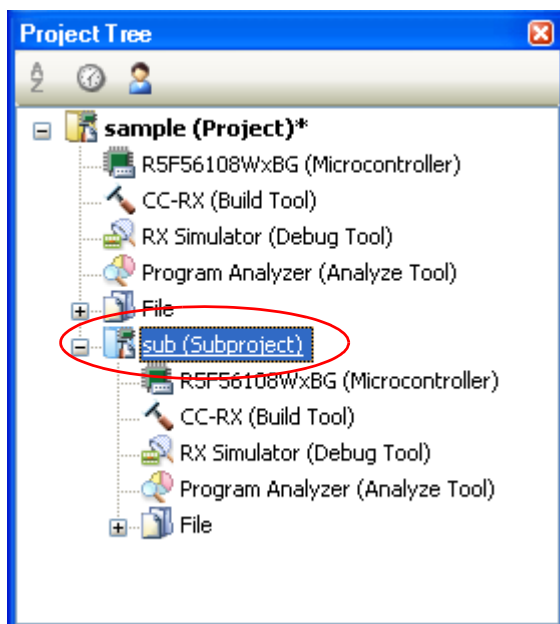 Project Tree
A
Z
sample (Project)*
R5F56108WxBG (Microcontroller)
CC-RX (Build Tool)
RX Simulator (Debug Tool)
Program Analyzer (Analyze Tool)
File
sub (Subproject)
R5F56108WxBG (Microcontroller)
CC-RX (Build Tool)
RX Simulator (Debug Tool)
Program Analyzer (Analyze Tool)
File